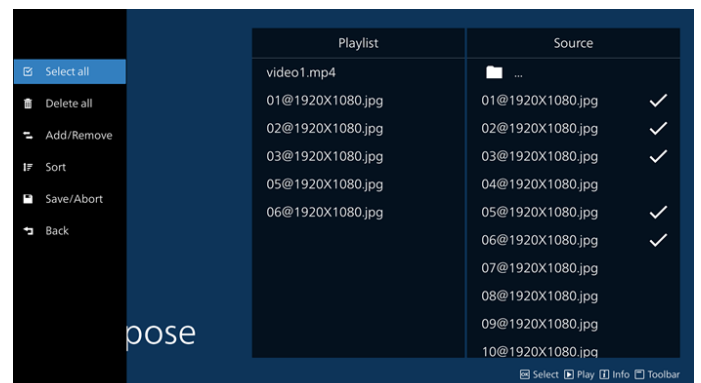 Select all
Delete all
Add/Remove
Sort
Save/Abort
Back
pose
Playlist
video1.mp4
01@1920X1080.jpg
02@1920X1080.jpg
03@1920X1080.jpg
05@1920X1080.jpg
06@1920X1080.jpg
Source
...
01@1920X1080.jpg
02@1920X1080.jpg
03@1920X1080.jpg
04@1920X1080.jpg
05@1920X1080.jpg
06@1920X1080.jpg
07@1920X1080.jpg
08@1920X1080.jpg
09@1920X1080.jpg
10@1920X1080.jpg
OK Select Play i Info Toolbar